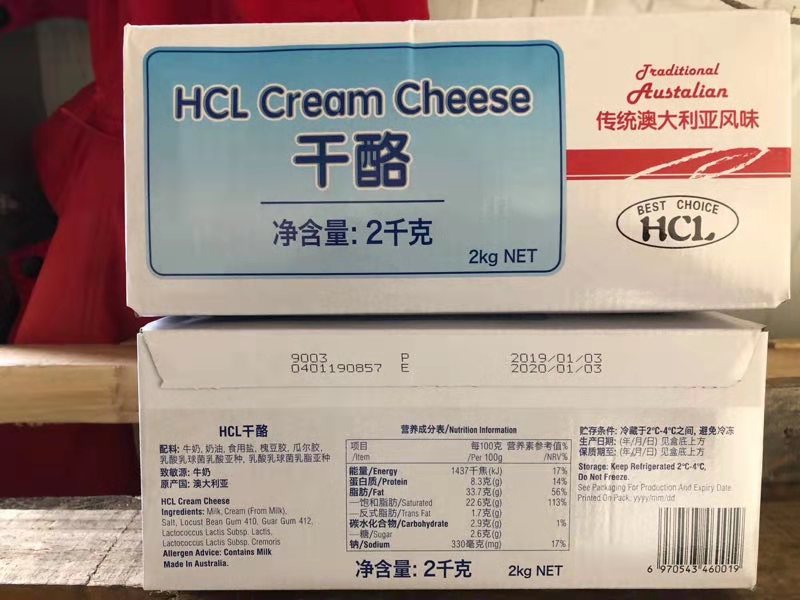 HCL Cream Cheese
干酪
净含量: 2千克
2kg NET
Traditional
Austalian
传统澳大利亚风味
BEST CHOICE
HCL
9003 P 2019/01/03
0401190857 E 2020/01/03
HCL干酪
配料: 牛奶, 奶油, 食用盐, 槐豆胶, 瓜尔胶,
乳酸乳球菌乳酸亚种, 乳酸乳球菌乳脂亚种
致敏源: 牛奶
原产国: 澳大利亚
HCL Cream Cheese
Ingredients: Milk, Cream (From Milk),
Salt, Locust Bean Gum 410, Guar Gum 412,
Lactococcus Lactis Subsp. Lactis,
Lactococcus Lactis Subsp. Cremoris
Allergen Advice: Contains Milk
Made In Australia.
营养成分表/Nutrition Information
项目 每100克 营养素参考值%
/Item /Per 100g /NRV%
能量/Energy 1437千焦(kJ) 17%
蛋白质/Protein 8.3克(g) 14%
脂肪/Fat 33.7克(g) 56%
—饱和脂肪/Saturated 22.6克(g) 113%
—反式脂肪/Trans Fat 1.7克(g)
碳水化合物/Carbohydrate 2.9克(g) 1%
—糖/Sugar 2.6克(g)
钠/Sodium 330毫克(mg) 17%
净含量: 2千克 2kg NET
贮存条件: 冷藏于2°C-4°C之间, 避免冷冻
生产日期: (年/月/日) 见盒底上方
保质期至: (年/月/日) 见盒底上方
Storage: Keep Refrigerated 2°C-4°C,
Do Not Freeze.
See Packaging For Production And Expiry Date
Printed On Pack, yyyy/mm/dd
6 970543 460019